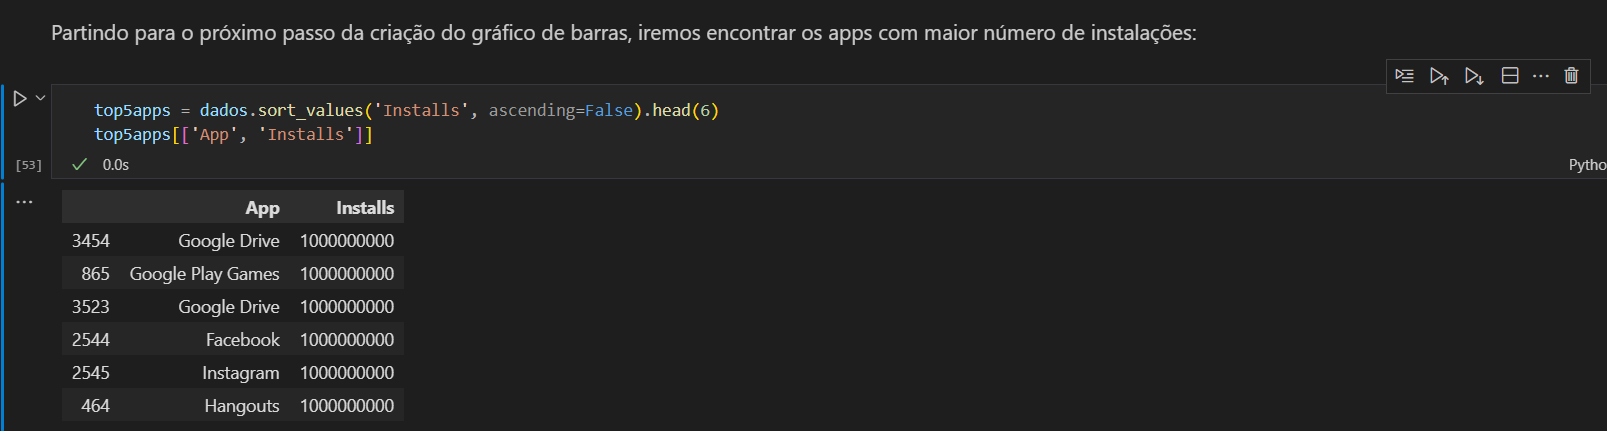 Partindo para o próximo passo da criação do gráfico de barras, iremos encontrar os apps com maior número de instalações:
top5apps = dados.sort_values('Installs', ascending=False).head(6)
top5apps[['App', 'Installs']]
[53] 0.0s Pytho
App Installs
3454 Google Drive 1000000000
865 Google Play Games 1000000000
3523 Google Drive 1000000000
2544 Facebook 1000000000
2545 Instagram 1000000000
464 Hangouts 1000000000